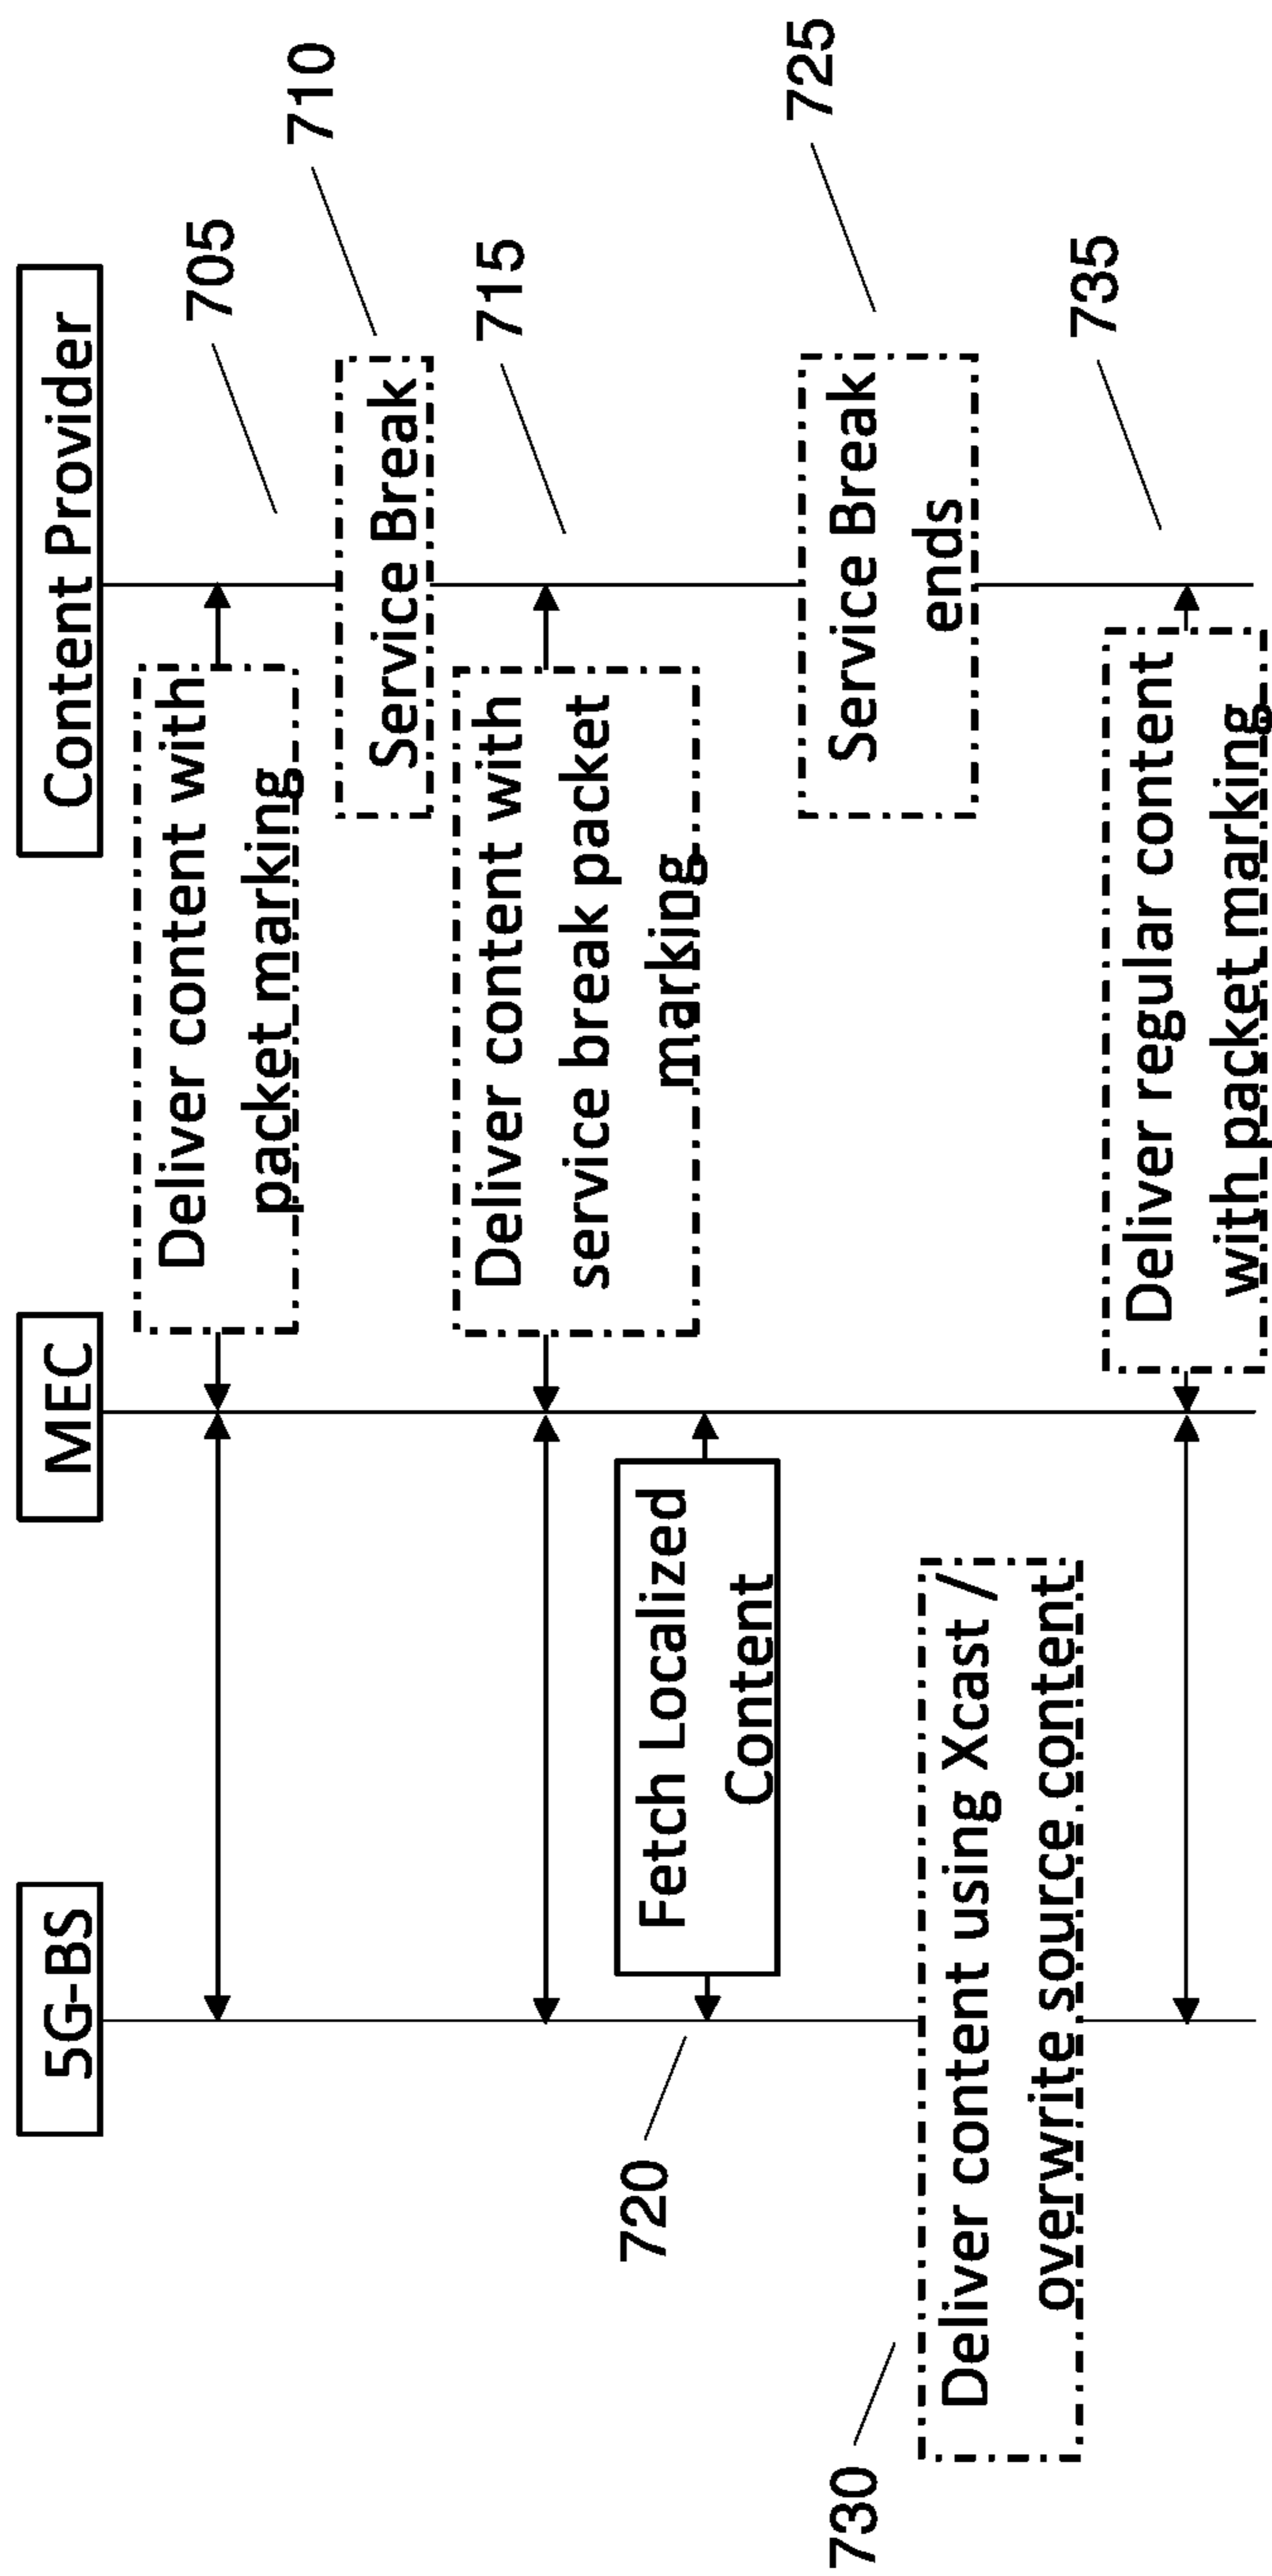 5G-BS
MEC
Content Provider
Deliver content with
packet marking
705
Service Break
710
Deliver content with
service break packet
marking
715
Fetch Localized
Content
720
Service Break
ends
725
Deliver content using Xcast /
overwrite source content
730
Deliver regular content
with packet marking
735